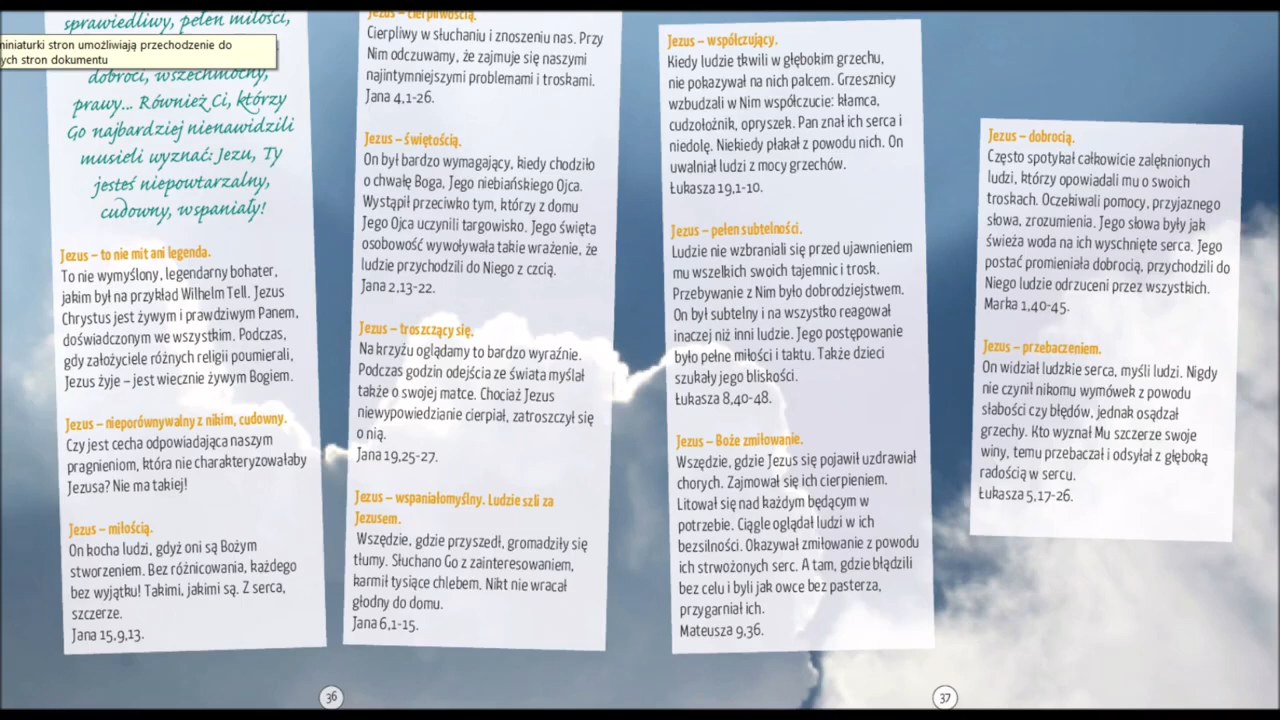 sprawiedliwy, pełen miłości,
miniaturki stron umożliwiają przechodzenie do
ych stron dokumentu
dobroci, wszechmocny,
prawy... Również Ci, którzy
Go najbardziej nienawidzili
musieli wyznać: Jezu, Ty
jesteś niepowtarzalny,
cudowny, wspaniały!
Jezus – to nie mit ani legenda.
To nie wymyślony, legendarny bohater,
jakim był na przykład Wilhelm Tell. Jezus
Chrystus jest żywym i prawdziwym Panem,
doświadczonym we wszystkim. Podczas,
gdy założyciele różnych religii poumierali,
Jezus żyje – jest wiecznie żywym Bogiem.
Jezus – nieporównywalny z nikim, cudowny.
Czy jest cecha odpowiadająca naszym
pragnieniom, która nie charakteryzowałaby
Jezusa? Nie ma takiej!
Jezus – miłością.
On kocha ludzi, gdyż oni są Bożym
stworzeniem. Bez różnicowania, każdego
bez wyjątku! Takimi, jakimi są. Z serca,
szczerze.
Jana 15,9,13.
Jezus – cierpliwością.
Cierpliwy w słuchaniu i znoszeniu nas. Przy
Nim odczuwamy, że zajmuje się naszymi
najintymniejszymi problemami i troskami.
Jana 4,1-26.
Jezus – świętością.
On był bardzo wymagający, kiedy chodziło
o chwałę Boga, Jego niebiańskiego Ojca.
Wystąpił przeciwko tym, którzy z domu
Jego Ojca uczynili targowisko. Jego święta
osobowość wywoływała takie wrażenie, że
ludzie przychodzili do Niego z czcią.
Jana 2,13-22.
Jezus – troszczący się.
Na krzyżu oglądamy to bardzo wyraźnie.
Podczas godzin odejścia ze świata myślał
także o swojej matce. Chociaż Jezus
niewypowiedzianie cierpiał, zatroszczył się
o nią.
Jana 19,25-27.
Jezus – wspaniałomyślny. Ludzie szli za
Jezusem.
Wszędzie, gdzie przyszedł, gromadziły się
tłumy. Słuchano Go z zainteresowaniem,
karmił tysiące chlebem. Nikt nie wracał
głodny do domu.
Jana 6,1-15.
36
Jezus – współczujący.
Kiedy ludzie tkwili w głębokim grzechu,
nie pokazywał na nich palcem. Grzesznicy
wzbudzali w Nim współczucie: kłamca,
cudzołożnik, opryszek. Pan znał ich serca i
niedolę. Niekiedy płakał z powodu nich. On
uwalniał ludzi z mocy grzechów.
Łukasza 19,1-10.
Jezus – pełen subtelności.
Ludzie nie wzbraniali się przed ujawnieniem
mu wszelkich swoich tajemnic i trosk.
Przebywanie z Nim było dobrodziejstwem.
On był subtelny i na wszystko reagował
inaczej niż inni ludzie. Jego postępowanie
było pełne miłości i taktu. Także dzieci
szukały jego bliskości.
Łukasza 8,40-48.
Jezus – Boże zmiłowanie.
Wszędzie, gdzie Jezus się pojawił uzdrawiał
chorych. Zajmował się ich cierpieniem.
Litował się nad każdym będącym w
potrzebie. Ciągle oglądał ludzi w ich
bezsilności. Okazywał zmiłowanie z powodu
ich strwożonych serc. A tam, gdzie błądzili
bez celu i byli jak owce bez pasterza,
przygarniał ich.
Mateusza 9,36.
Jezus – dobrocią.
Często spotykał całkowicie zalęknionych
ludzi, którzy opowiadali mu o swoich
troskach. Oczekiwali pomocy, przyjaznego
słowa, zrozumienia. Jego słowa były jak
świeża woda na ich wyschnięte serca. Jego
postać promieniała dobrocią, przychodzili do
Niego ludzie odrzuceni przez wszystkich.
Marka 1,40-45.
Jezus – przebaczeniem.
On widział ludzkie serca, myśli ludzi. Nigdy
nie czynił nikomu wymówek z powodu
słabości czy błędów, jednak osądzał
grzechy. Kto wyznał Mu szczerze swoje
winy, temu przebaczał i odsyłał z głęboką
radością w sercu.
Łukasza 5,17-26.
37